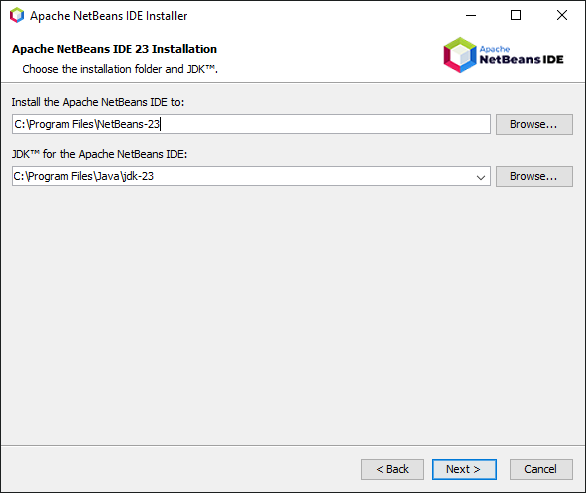 Apache NetBeans IDE Installer
Apache NetBeans IDE 23 Installation
Choose the installation folder and JDK™.
Apache
NetBeans IDE
Install the Apache NetBeans IDE to:
C:\Program Files\NetBeans-23
Browse...
JDK™ for the Apache NetBeans IDE:
C:\Program Files\Java\jdk-23
Browse...
< Back
Next >
Cancel